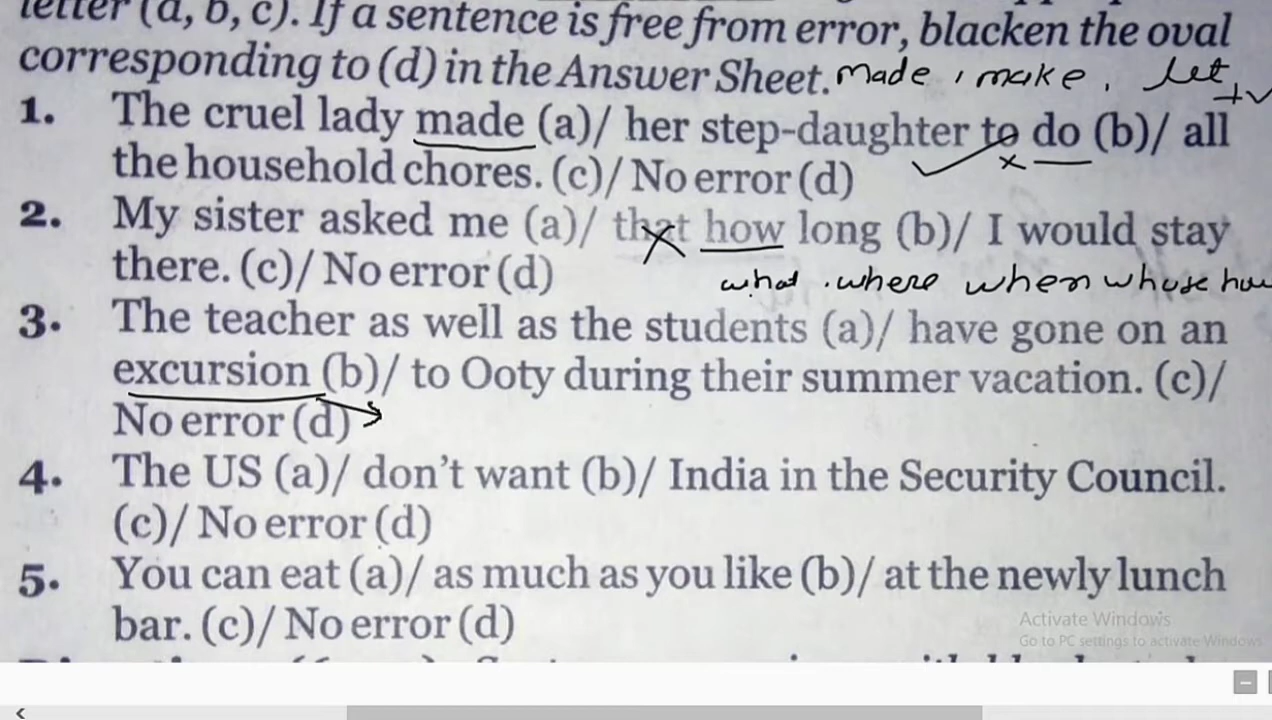 letter (a, b, c). If a sentence is free from error, blacken the oval
corresponding to (d) in the Answer Sheet. made, make, let
+v
1. The cruel lady made (a)/ her step-daughter to do (b)/ all
the household chores. (c)/ No error (d)
2. My sister asked me (a)/ that how long (b)/ I would stay
there. (c)/ No error (d)
what. where when whose how
3. The teacher as well as the students (a)/ have gone on an
excursion (b)/ to Ooty during their summer vacation. (c)/
No error (d)
4. The US (a)/ don't want (b)/ India in the Security Council.
(c)/ No error (d)
5. You can eat (a)/ as much as you like (b)/ at the newly lunch
bar. (c)/ No error (d)
Activate Windows
Go to PC settings to activate Windows